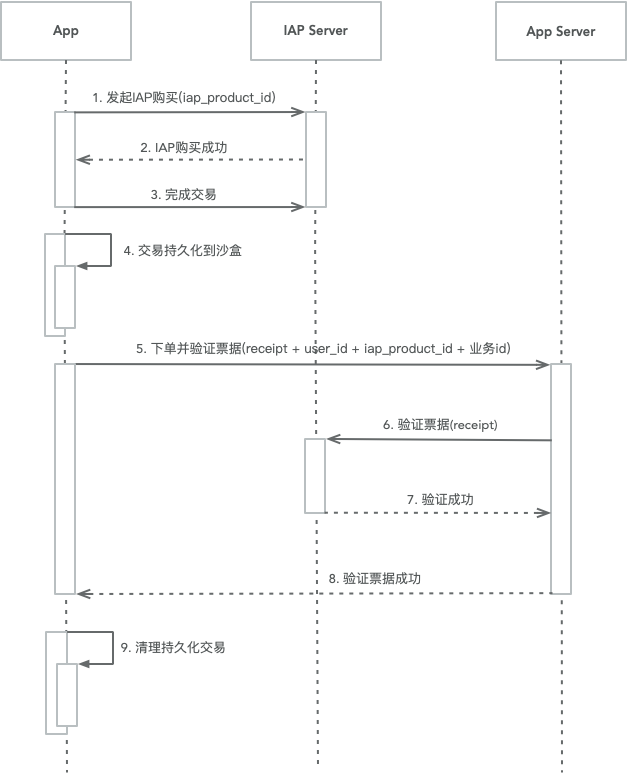 App
IAP Server
App Server
1. 发起IAP购买(iap_product_id)
2. IAP购买成功
3. 完成交易
4. 交易持久化到沙盒
5. 下单并验证票据(receipt + user_id + iap_product_id + 业务id)
6. 验证票据(receipt)
7. 验证成功
8. 验证票据成功
9. 清理持久化交易